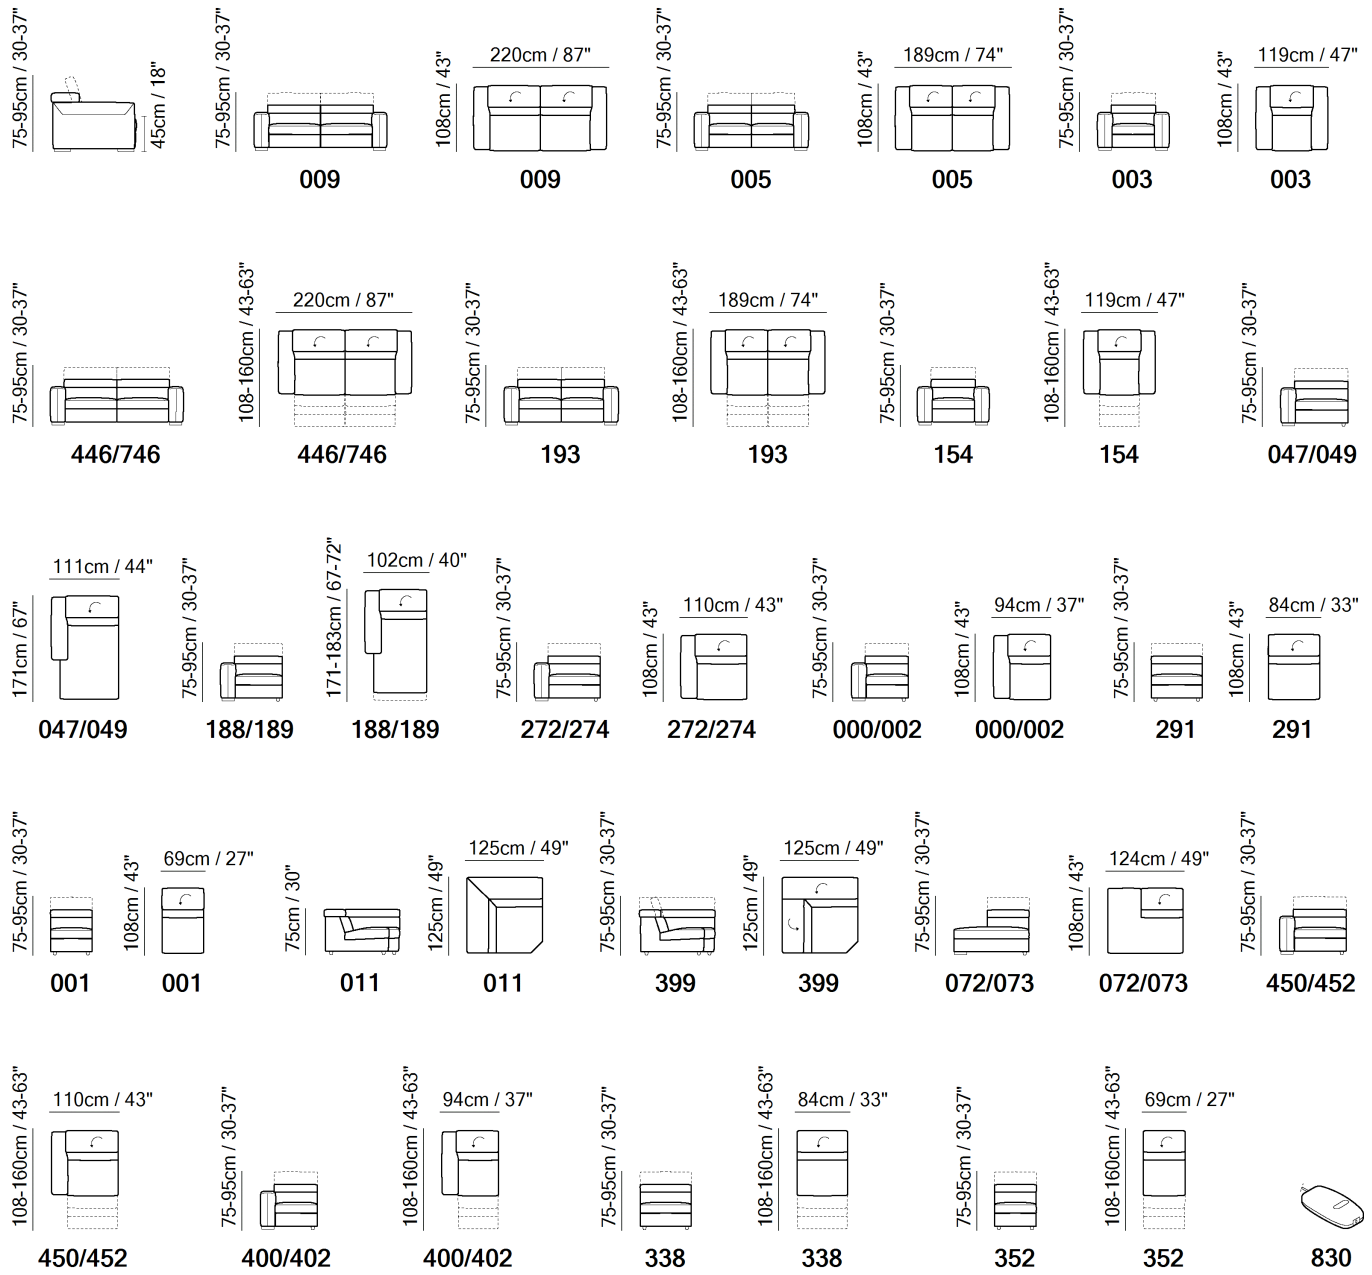 75-95cm / 30-37"
45cm / 18"
75-95cm / 30-37"
009
108cm / 43"
220cm / 87"
009
75-95cm / 30-37"
005
108cm / 43"
189cm / 74"
005
75-95cm / 30-37"
003
108cm / 43"
119cm / 47"
003
75-95cm / 30-37"
446/746
108-160cm / 43-63"
220cm / 87"
446/746
75-95cm / 30-37"
193
108-160cm / 43-63"
189cm / 74"
193
75-95cm / 30-37"
154
108-160cm / 43-63"
119cm / 47"
154
75-95cm / 30-37"
047/049
171cm / 67"
111cm / 44"
047/049
75-95cm / 30-37"
188/189
171-183cm / 67-72"
102cm / 40"
188/189
75-95cm / 30-37"
272/274
108cm / 43"
110cm / 43"
272/274
75-95cm / 30-37"
000/002
108cm / 43"
94cm / 37"
000/002
75-95cm / 30-37"
291
108cm / 43"
84cm / 33"
291
75-95cm / 30-37"
001
108cm / 43"
69cm / 27"
001
75cm / 30"
011
125cm / 49"
125cm / 49"
011
75-95cm / 30-37"
399
125cm / 49"
125cm / 49"
399
75-95cm / 30-37"
072/073
108cm / 43"
124cm / 49"
072/073
75-95cm / 30-37"
450/452
108-160cm / 43-63"
110cm / 43"
450/452
75-95cm / 30-37"
400/402
108-160cm / 43-63"
94cm / 37"
400/402
75-95cm / 30-37"
338
108-160cm / 43-63"
84cm / 33"
338
75-95cm / 30-37"
352
108-160cm / 43-63"
69cm / 27"
352
830